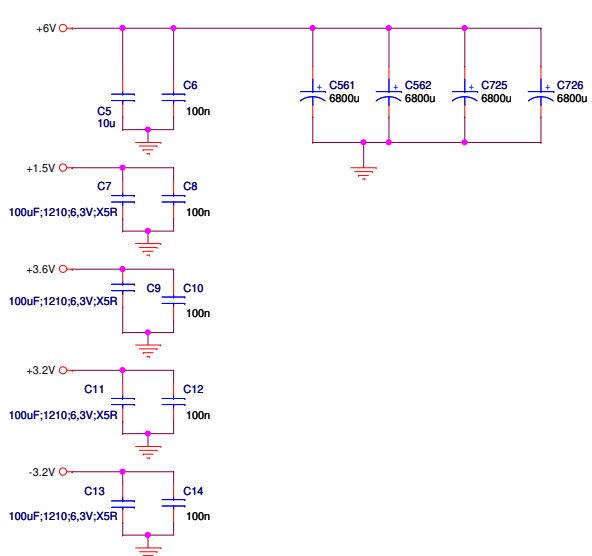 +6V
C6
C5
10u
100n
+ C561
6800u
+ C562
6800u
+ C725
6800u
+ C726
6800u
+1.5V
C7
C8
100uF;1210;6,3V;X5R
100n
+3.6V
C9
C10
100uF;1210;6,3V;X5R
100n
+3.2V
C11
C12
100uF;1210;6,3V;X5R
100n
-3.2V
C13
C14
100uF;1210;6,3V;X5R
100n